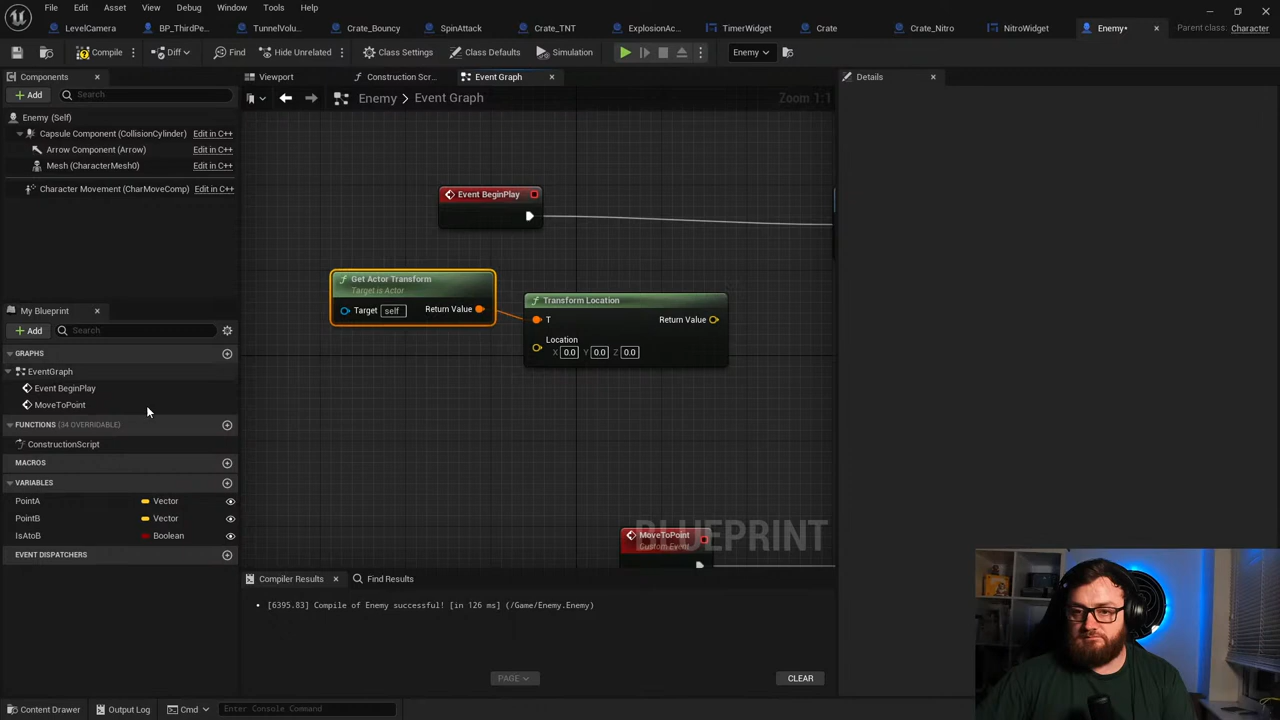 File Edit Asset View Debug Window Tools Help
LevelCamera BP_ThirdPe... TunnelVolu... Crate_Bouncy SpinAttack Crate_TNT ExplosionAc... TimerWidget Crate Crate_Nitro NitroWidget Enemy• Parent class: Character
Compile Diff Find Hide Unrelated Class Settings Class Defaults Simulation Enemy
Components Viewport Construction Scr... Event Graph Details
+ Add Search Enemy > Event Graph Zoom 1:1
Enemy (Self)
Capsule Component (CollisionCylinder) Edit in C++
Arrow Component (Arrow) Edit in C++
Mesh (CharacterMesh0) Edit in C++
Character Movement (CharMoveComp) Edit in C++
Event BeginPlay
Get Actor Transform
Target is Actor
Target self Return Value
Transform Location
T Return Value
Location
X 0.0 Y 0.0 Z 0.0
My Blueprint
+ Add Search
GRAPHS
EventGraph
Event BeginPlay
MoveToPoint
FUNCTIONS (34 OVERRIDABLE)
ConstructionScript
MACROS
VARIABLES
PointA Vector
PointB Vector
IsAtoB Boolean
EVENT DISPATCHERS
MoveToPoint
Custom Event
BLUEPRINT
Compiler Results Find Results
• [6395.83] Compile of Enemy successful! [in 126 ms] (/Game/Enemy.Enemy)
PAGE CLEAR
Content Drawer Output Log Cmd Enter Console Command